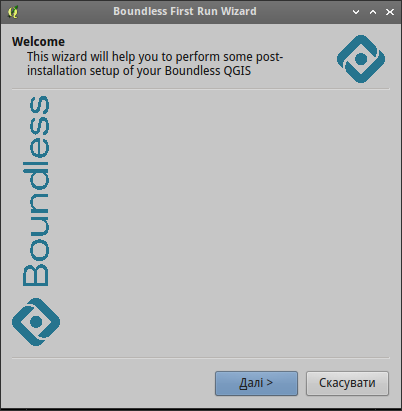 Boundless First Run Wizard
Welcome
This wizard will help you to perform some post-
installation setup of your Boundless QGIS
Boundless
Далі >
Скасувати